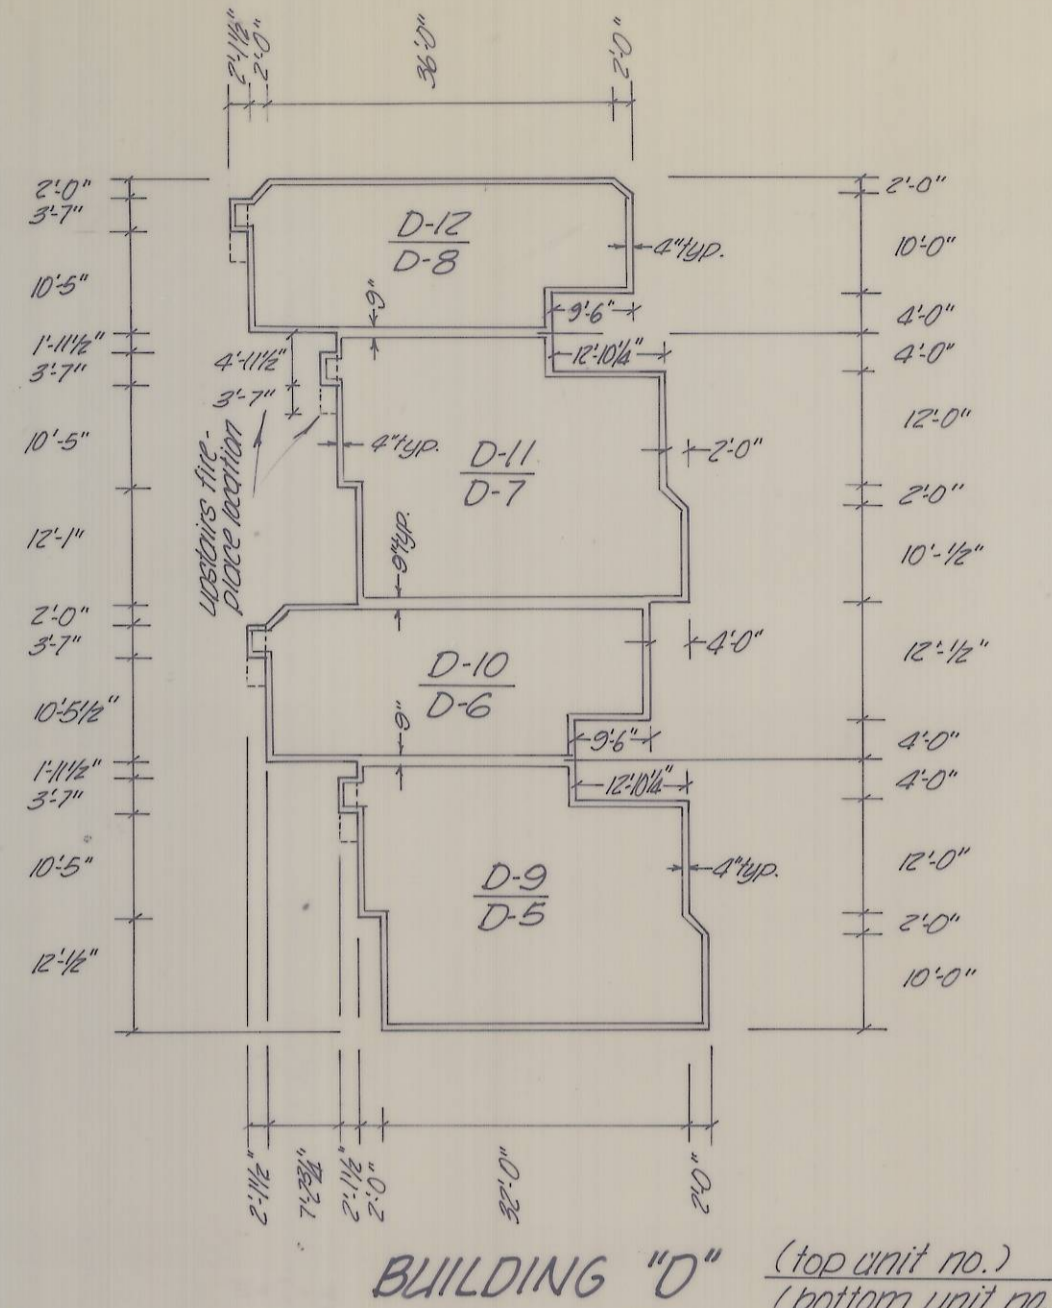 2'-1½"
2'-0"
36'-0"
2'-0"
2'-0"
3'-7"
10'-5"
1'-11½"
3'-7"
10'-5"
12'-1"
2'-0"
3'-7"
10'-5½"
1'-11½"
3'-7"
10'-5"
12'-½"
D-12
D-8
4"typ.
9"
9'-6"
12'-10¼"
4'-11½"
3'-7"
upstairs fire-
place location
4"typ.
D-11
D-7
2'-0"
9"typ.
D-10
D-6
4'-0"
9"
9'-6"
12'-10¼"
D-9
D-5
4"typ.
2'-0"
10'-0"
4'-0"
4'-0"
12'-0"
2'-0"
10'-½"
12'-½"
4'-0"
4'-0"
12'-0"
2'-0"
10'-0"
2'-1½"
2'-1½"
2'-0"
32'-0"
2'-0"
BUILDING "D"
(top unit no.)
(bottom unit no